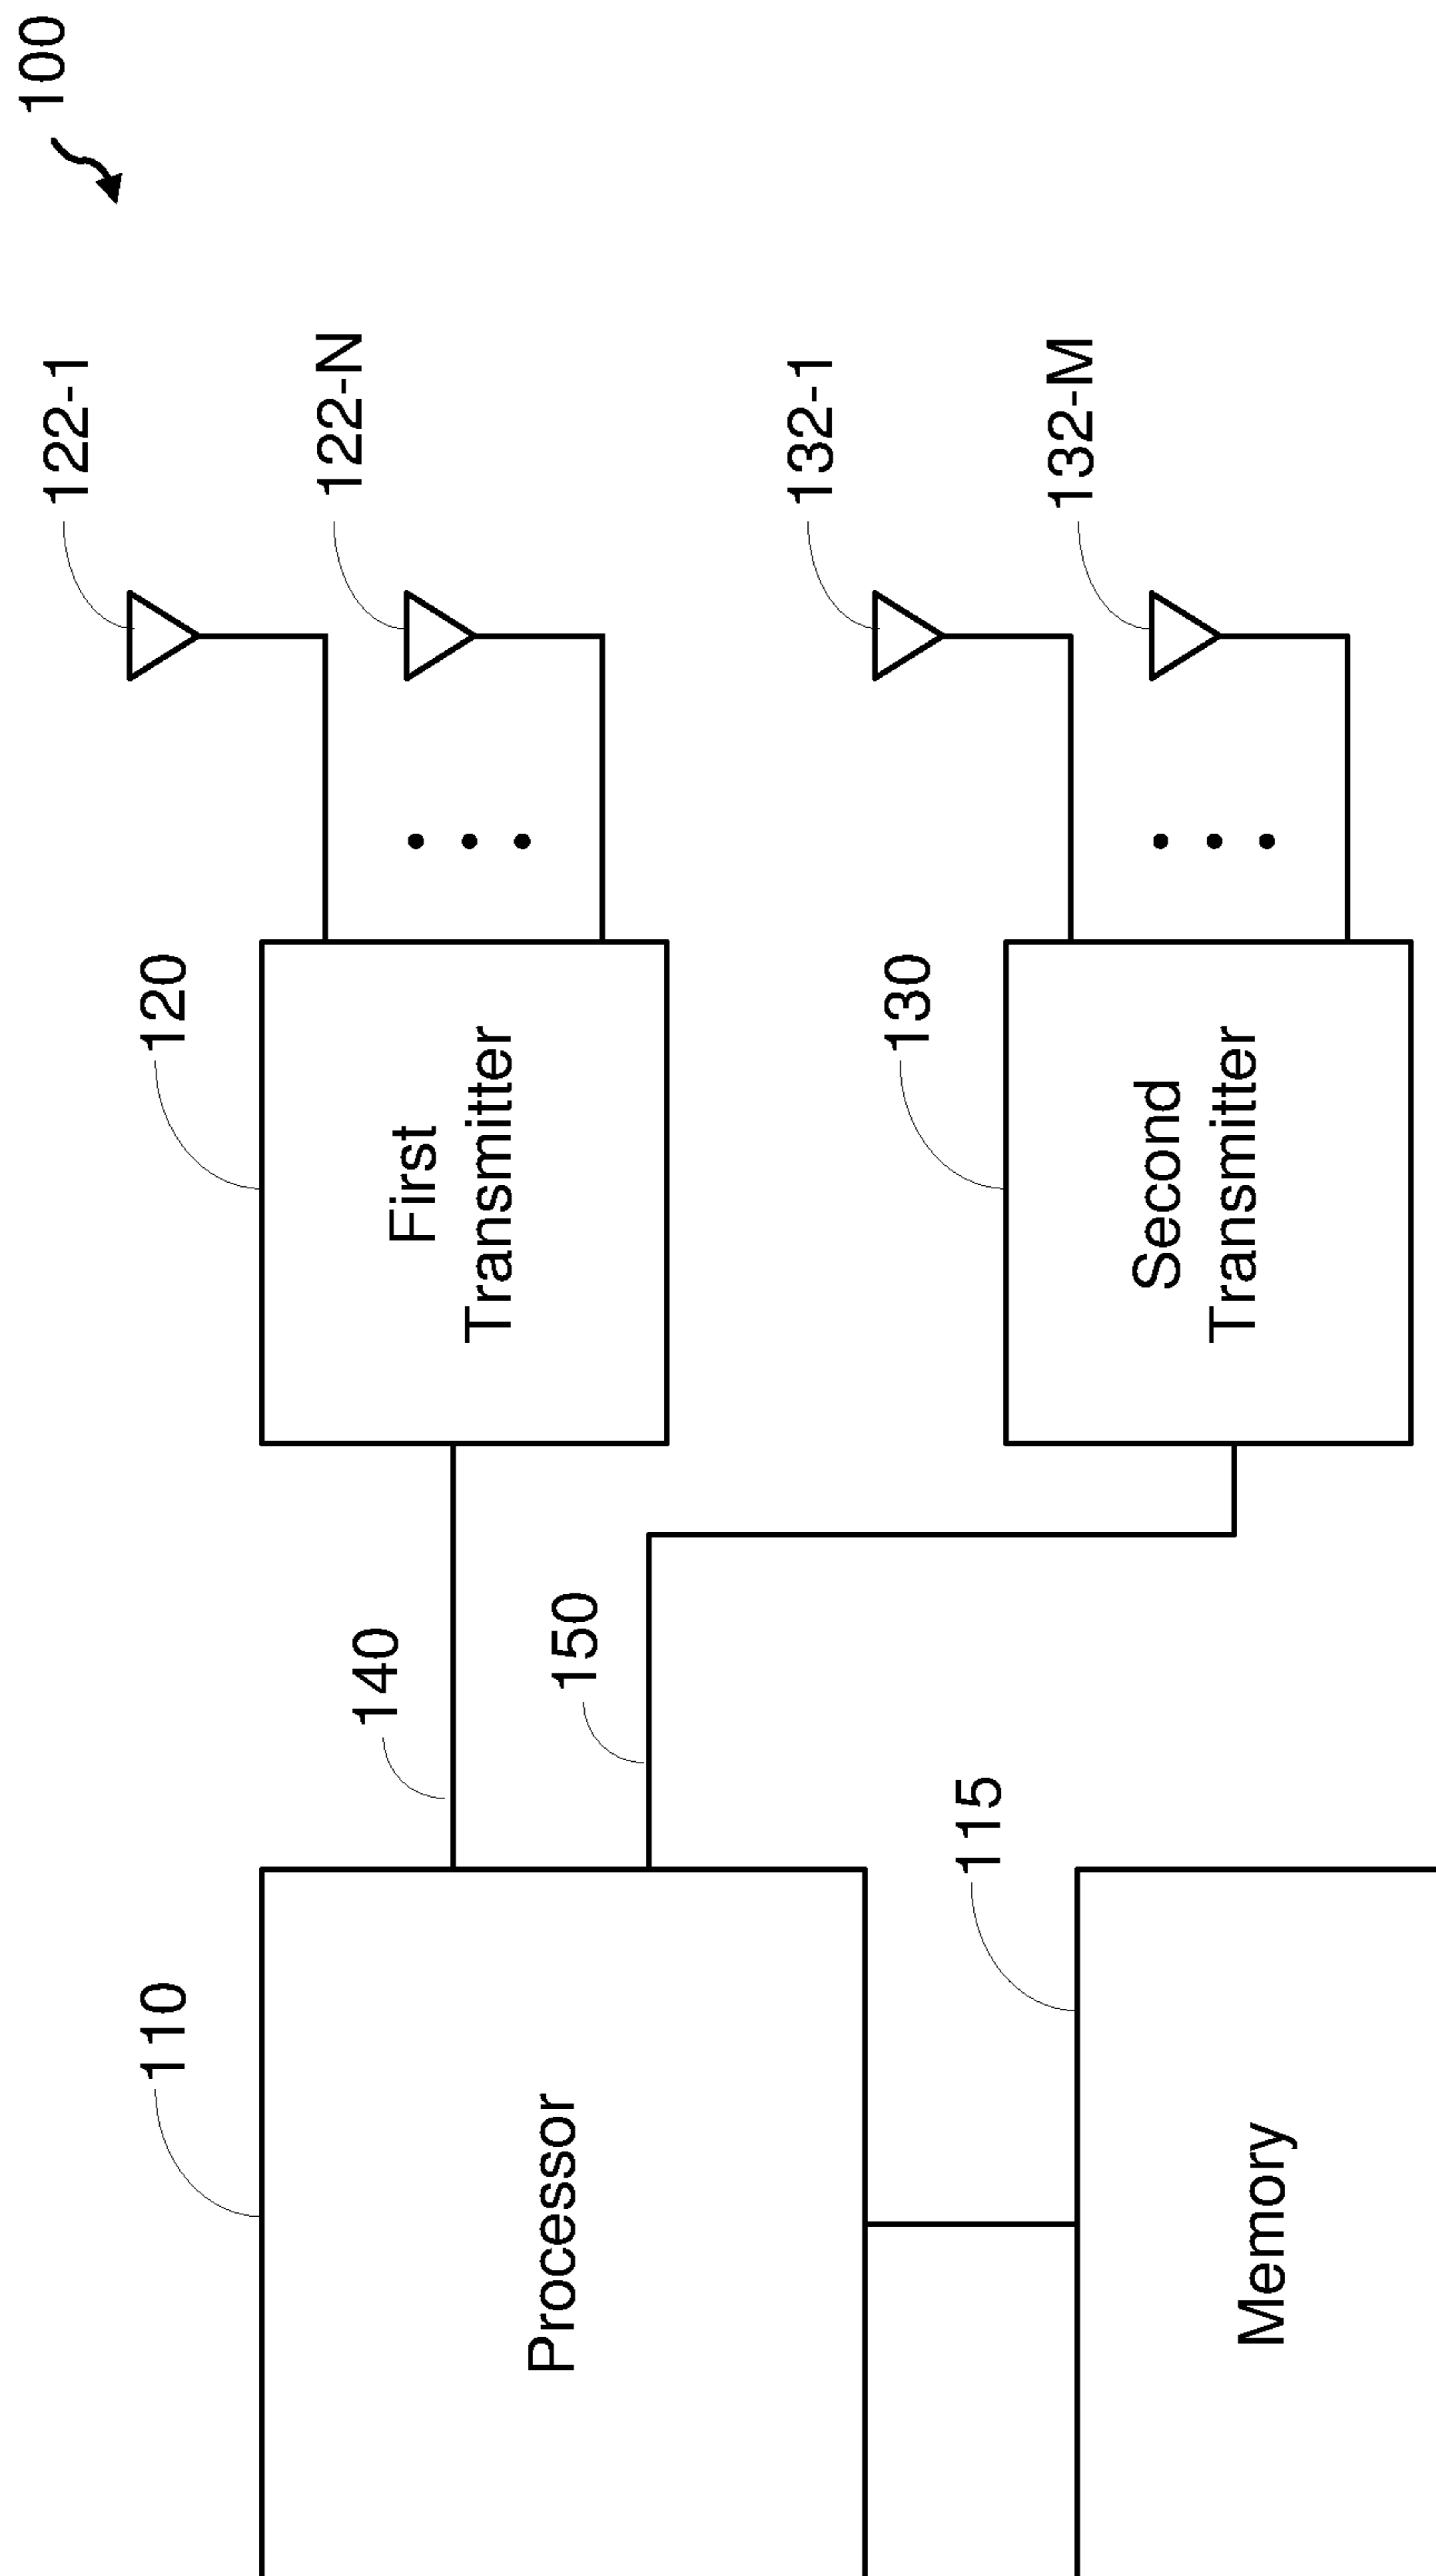 100
122-1
122-N
120
First
Transmitter
110
140
150
Processor
132-1
132-M
130
Second
Transmitter
115
Memory